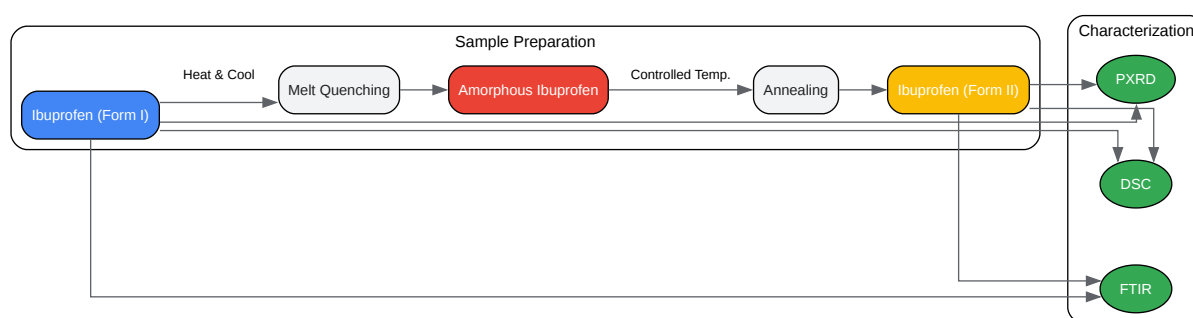 Sample Preparation
Characterization
Heat & Cool
Controlled Temp.
Ibuprofen (Form I)
Melt Quenching
Amorphous Ibuprofen
Annealing
Ibuprofen (Form II)
PXRD
DSC
FTIR